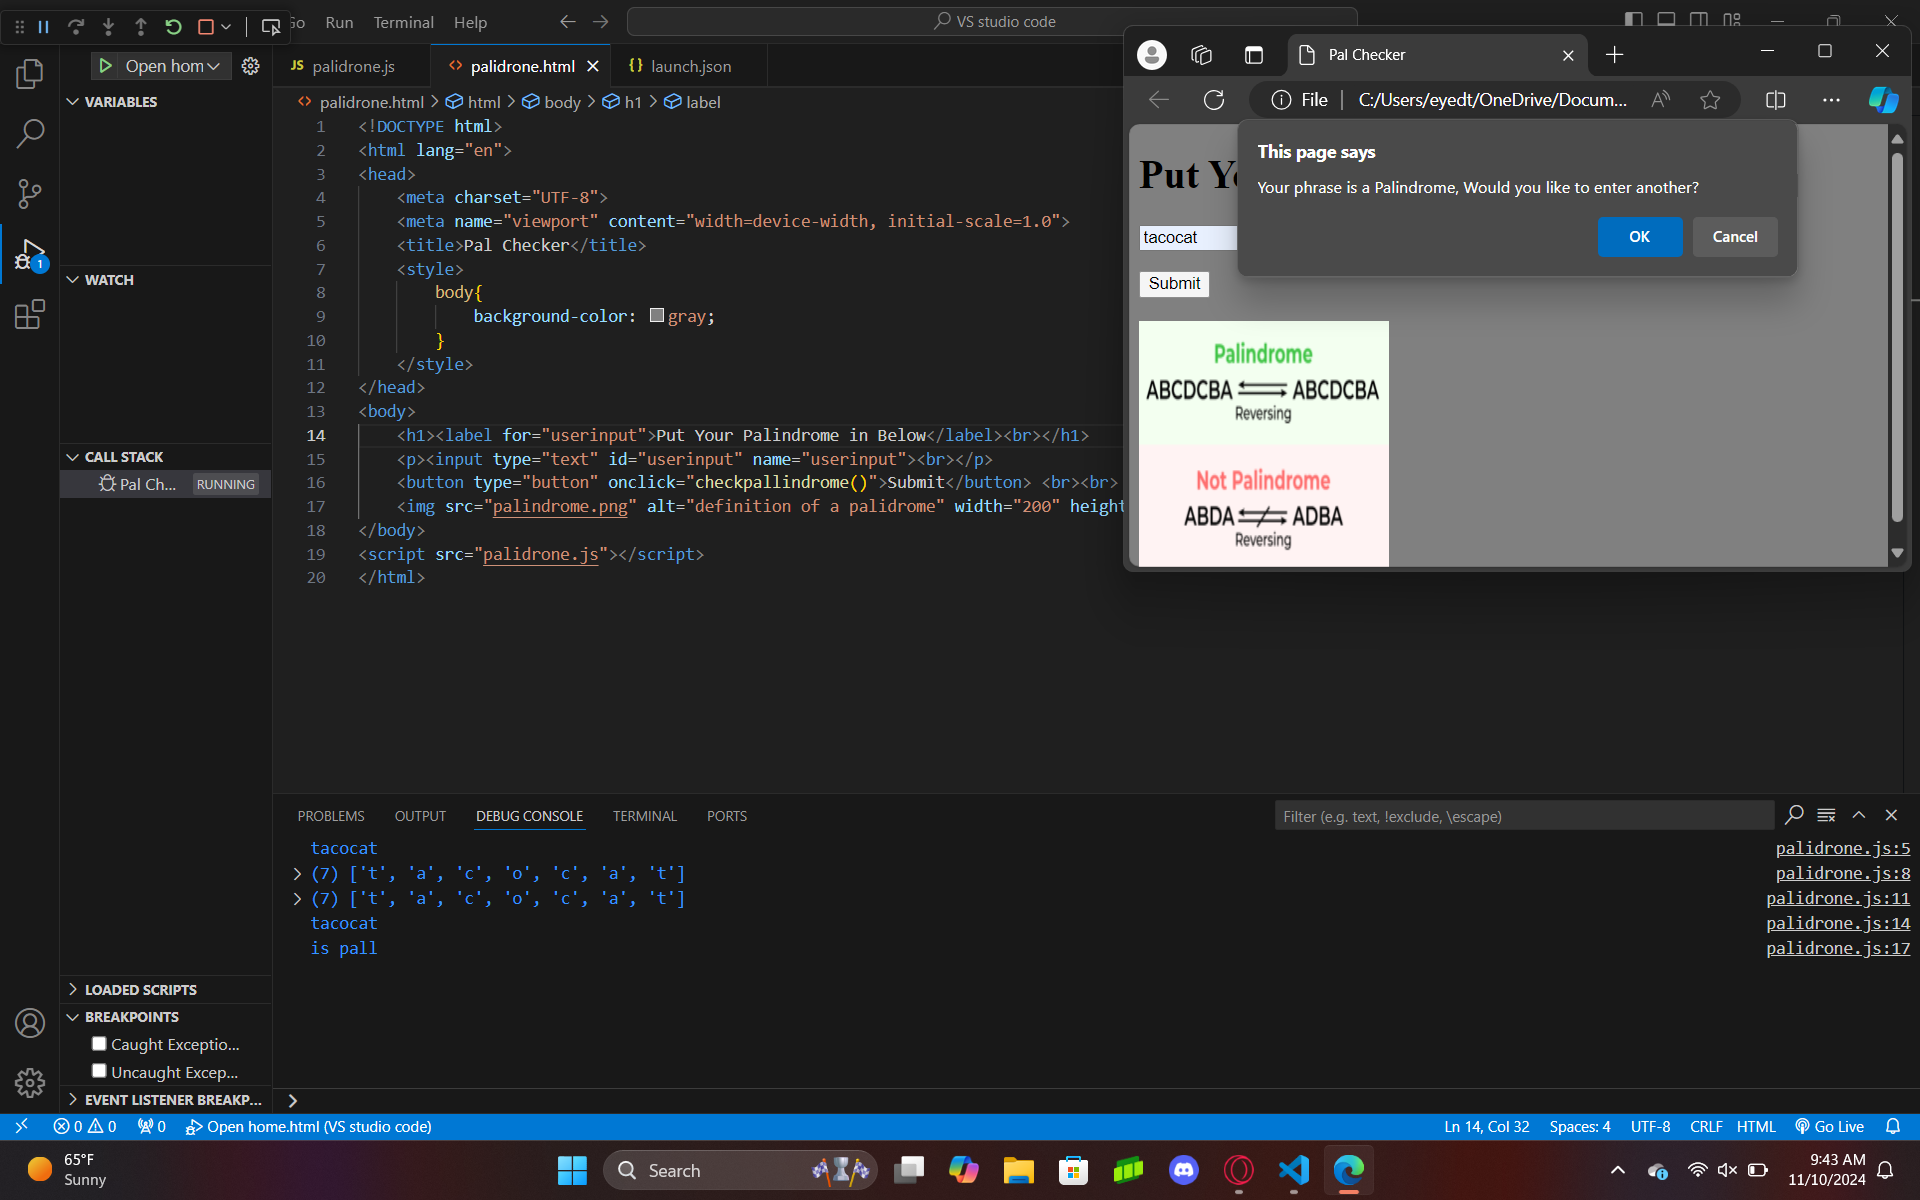 Go Run Terminal Help
VS studio code
Open hom
JS palidrone.js
<> palidrone.html
{} launch.json
VARIABLES
WATCH
CALL STACK
Pal Ch... RUNNING
LOADED SCRIPTS
BREAKPOINTS
Caught Exceptio...
Uncaught Excep...
EVENT LISTENER BREAKP...
<> palidrone.html > html > body > h1 > label
1 <!DOCTYPE html>
2 <html lang="en">
3 <head>
4 <meta charset="UTF-8">
5 <meta name="viewport" content="width=device-width, initial-scale=1.0">
6 <title>Pal Checker</title>
7 <style>
8 body{
9 background-color: gray;
10 }
11 </style>
12 </head>
13 <body>
14 <h1><label for="userinput">Put Your Palindrome in Below</label><br></h1>
15 <p><input type="text" id="userinput" name="userinput"><br></p>
16 <button type="button" onclick="checkpallindrome()">Submit</button> <br><br>
17 <img src="palindrome.png" alt="definition of a palidrome" width="200" height
18 </body>
19 <script src="palidrone.js"></script>
20 </html>
Pal Checker
File C:/Users/eyedt/OneDrive/Docum...
Put Yo
This page says
Your phrase is a Palindrome, Would you like to enter another?
OK Cancel
tacocat
Submit
Palindrome
ABCDCBA ABCDCBA
Reversing
Not Palindrome
ABDA ADBA
Reversing
PROBLEMS OUTPUT DEBUG CONSOLE TERMINAL PORTS
Filter (e.g. text, !exclude, \escape)
tacocat palidrone.js:5
(7) ['t', 'a', 'c', 'o', 'c', 'a', 't'] palidrone.js:8
(7) ['t', 'a', 'c', 'o', 'c', 'a', 't'] palidrone.js:11
tacocat palidrone.js:14
is pall palidrone.js:17
0 0 0 Open home.html (VS studio code)
Ln 14, Col 32 Spaces: 4 UTF-8 CRLF HTML Go Live
65°F
Sunny
Search
9:43 AM
11/10/2024